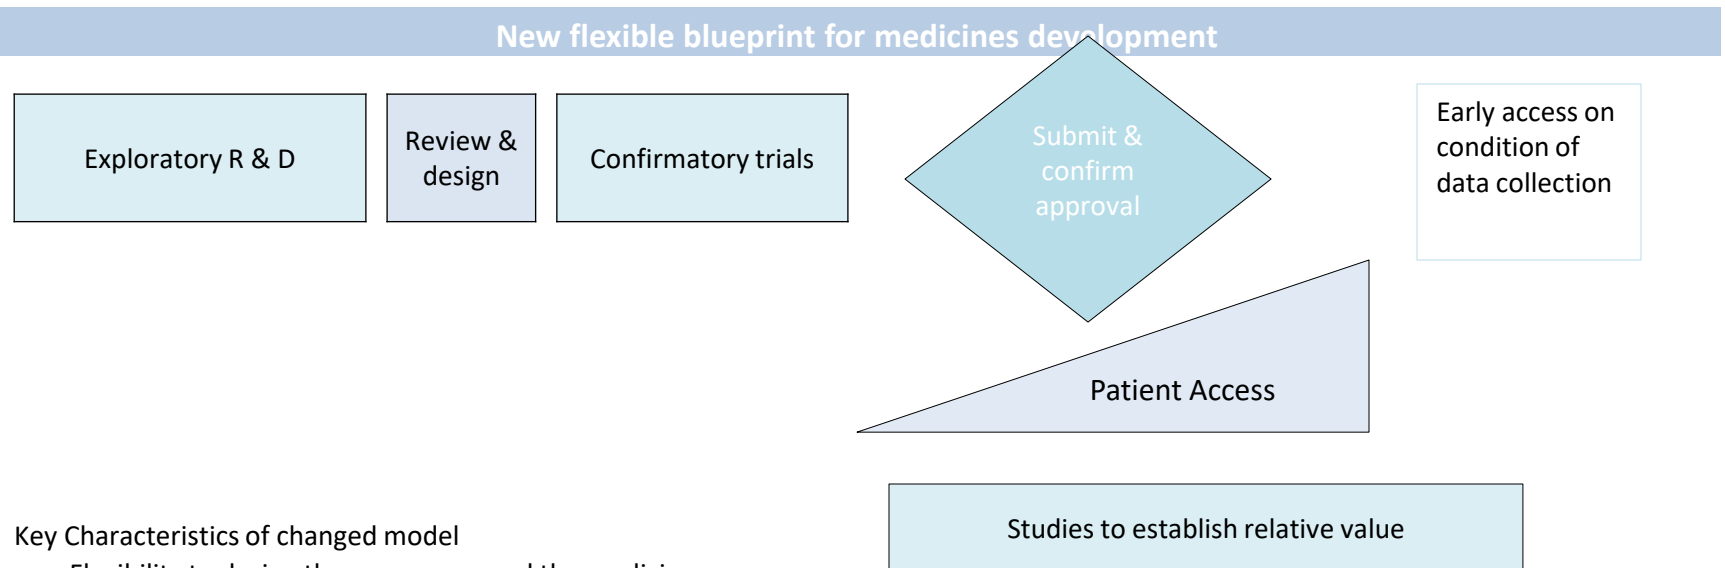 New flexible blueprint for medicines development
Exploratory R & D
Review &
design
Confirmatory trials
Submit &
confirm
approval
Early access on
condition of
data collection
Patient Access
Studies to establish relative value
Key Characteristics of changed model